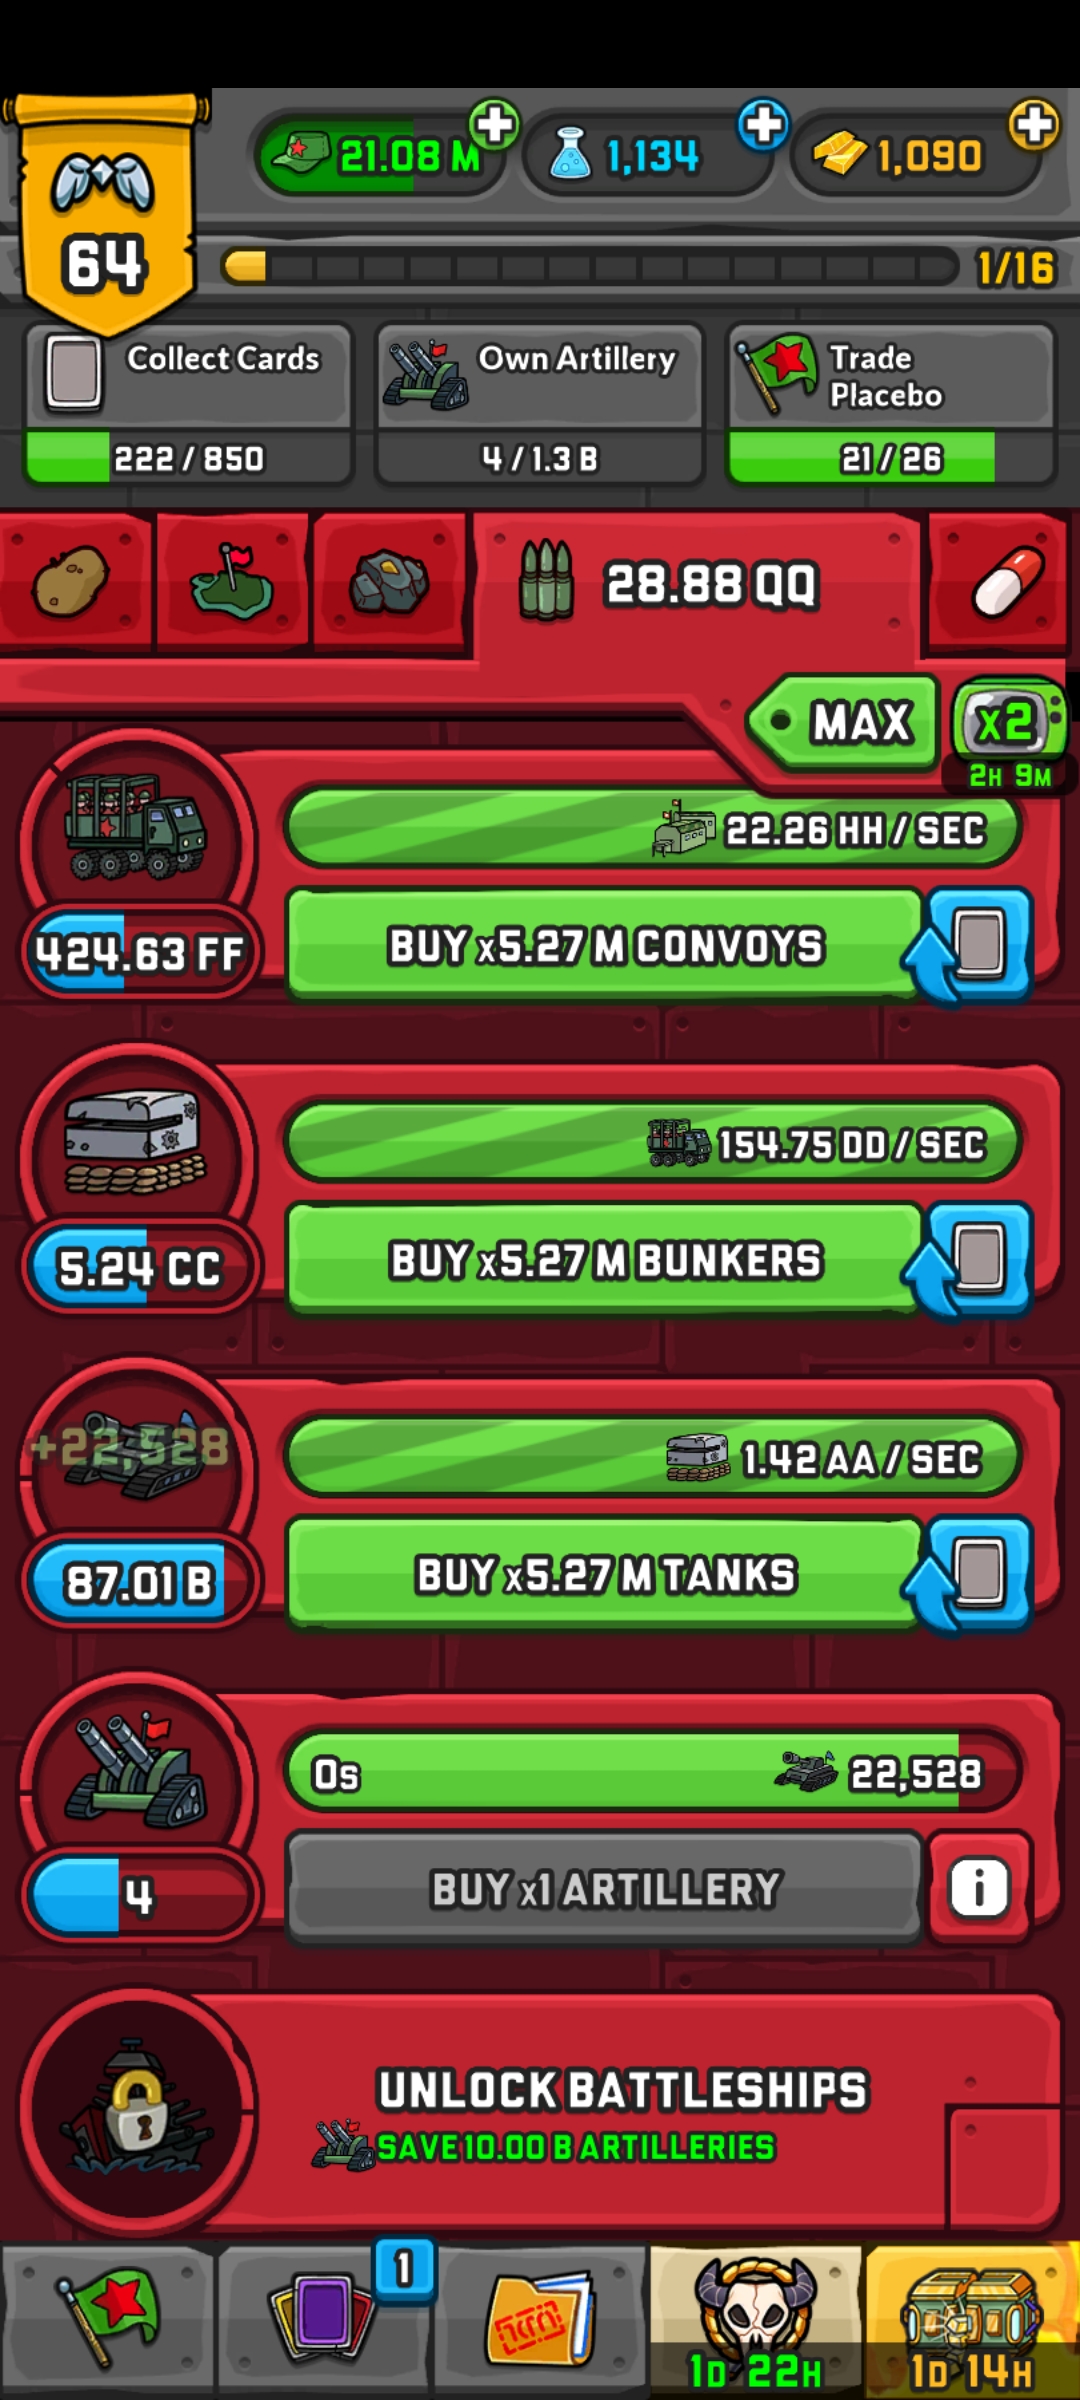 64
21.08 M
1,134
1,090
1/16
Collect Cards
222 / 850
Own Artillery
4 / 1.3 B
Trade
Placebo
21 / 26
28.88 QQ
MAX
x2
2H 9M
22.26 HH / SEC
424.63 FF
BUY x5.27 M CONVOYS
154.75 DD / SEC
5.24 CC
BUY x5.27 M BUNKERS
+22,528
1.42 AA / SEC
87.01 B
BUY x5.27 M TANKS
0s
22,528
4
BUY x1 ARTILLERY
i
UNLOCK BATTLESHIPS
SAVE 10.00 B ARTILLERIES
1
1D 22H
1D 14H